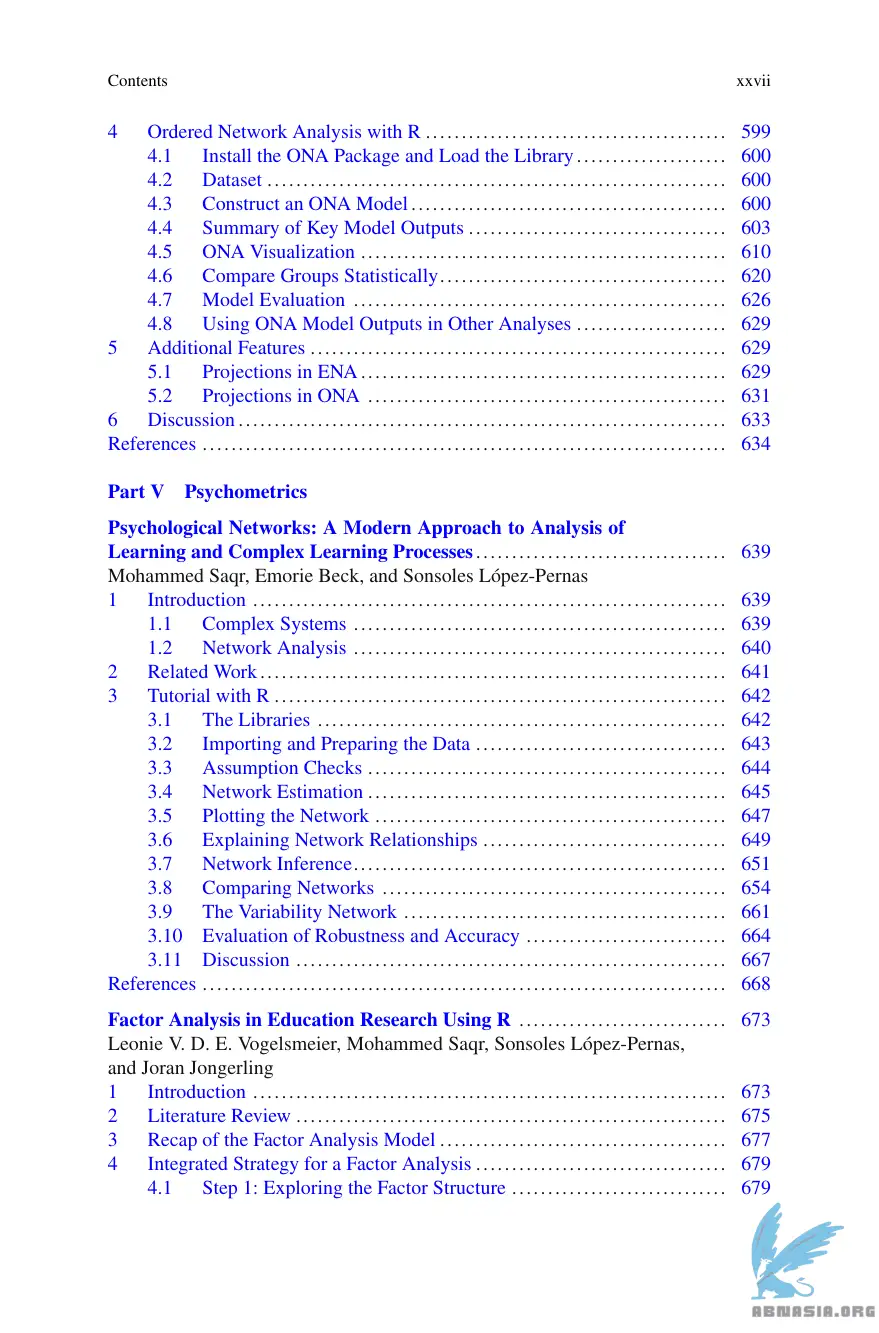 Contents xxvii
4 Ordered Network Analysis with R ........................................ 599
4.1 Install the ONA Package and Load the Library ..................... 600
4.2 Dataset ................................................................ 600
4.3 Construct an ONA Model ............................................ 600
4.4 Summary of Key Model Outputs .................................... 603
4.5 ONA Visualization ................................................... 610
4.6 Compare Groups Statistically ........................................ 620
4.7 Model Evaluation .................................................... 626
4.8 Using ONA Model Outputs in Other Analyses ..................... 629
5 Additional Features .......................................................... 629
5.1 Projections in ENA ................................................... 629
5.2 Projections in ONA .................................................. 631
6 Discussion .................................................................... 633
References ......................................................................... 634
Part V Psychometrics
Psychological Networks: A Modern Approach to Analysis of
Learning and Complex Learning Processes ................................... 639
Mohammed Saqr, Emorie Beck, and Sonsoles López-Pernas
1 Introduction .................................................................. 639
1.1 Complex Systems .................................................... 639
1.2 Network Analysis .................................................... 640
2 Related Work ................................................................. 641
3 Tutorial with R ............................................................... 642
3.1 The Libraries ......................................................... 642
3.2 Importing and Preparing the Data ................................... 643
3.3 Assumption Checks .................................................. 644
3.4 Network Estimation .................................................. 645
3.5 Plotting the Network ................................................. 647
3.6 Explaining Network Relationships .................................. 649
3.7 Network Inference .................................................... 651
3.8 Comparing Networks ................................................ 654
3.9 The Variability Network ............................................. 661
3.10 Evaluation of Robustness and Accuracy ............................ 664
3.11 Discussion ............................................................ 667
References ......................................................................... 668
Factor Analysis in Education Research Using R ............................. 673
Leonie V. D. E. Vogelsmeier, Mohammed Saqr, Sonsoles López-Pernas,
and Joran Jongerling
1 Introduction .................................................................. 673
2 Literature Review ............................................................ 675
3 Recap of the Factor Analysis Model ........................................ 677
4 Integrated Strategy for a Factor Analysis ................................... 679
4.1 Step 1: Exploring the Factor Structure .............................. 679
ABNASIA.ORG